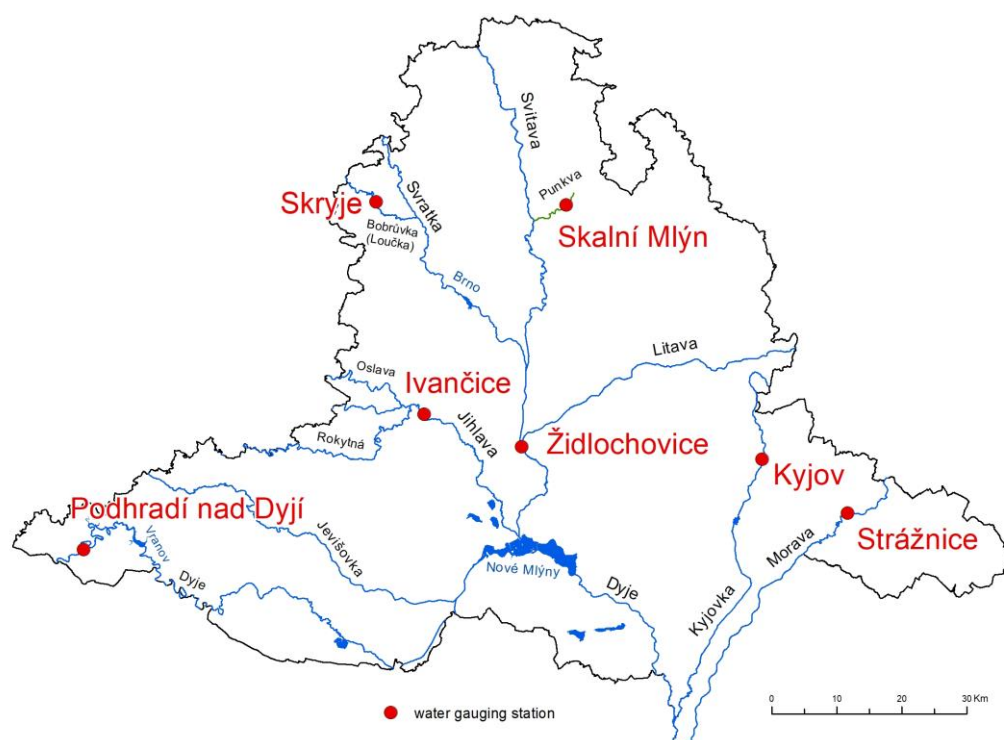 Svitava
Punkva
Skryje
Svratka
Skalní Mlýn
Bobrůvka
(Loučka)
Brno
Litava
Oslava
Ivančice
Jihlava
Rokytná
Židlochovice
Kyjov
Podhradí nad Dyjí
Vranov
Jevišovka
Morava
Strážnice
Nové Mlýny
Dyje
Dyje
Kyjovka
0 10 20 30 Km
water gauging station